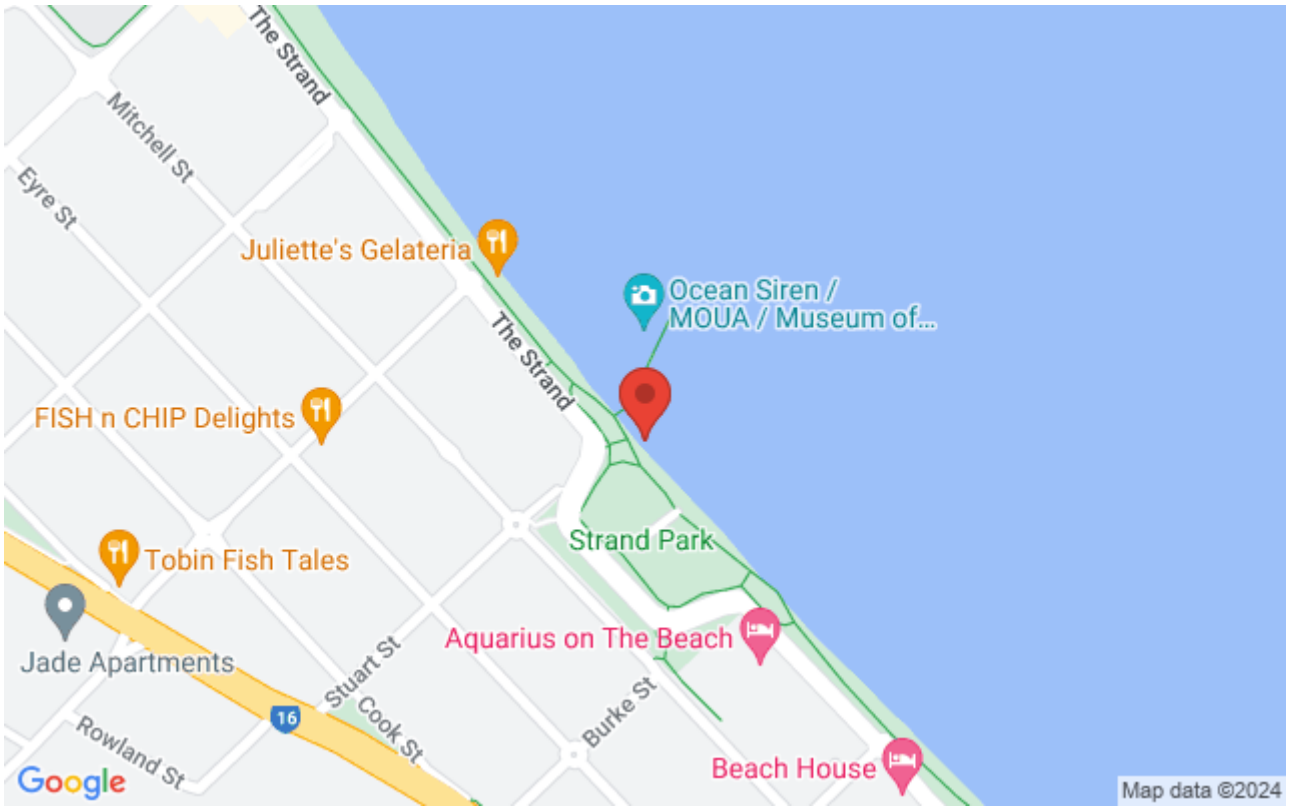 The Strand
Mitchell St
Eyre St
Juliette's Gelateria
Ocean Siren /
MOUA / Museum of...
The Strand
FISH n CHIP Delights
Strand Park
Tobin Fish Tales
Aquarius on The Beach
Jade Apartments
Stuart St
Cook St
Burke St
16
Rowland St
Beach House
Google
Map data ©2024